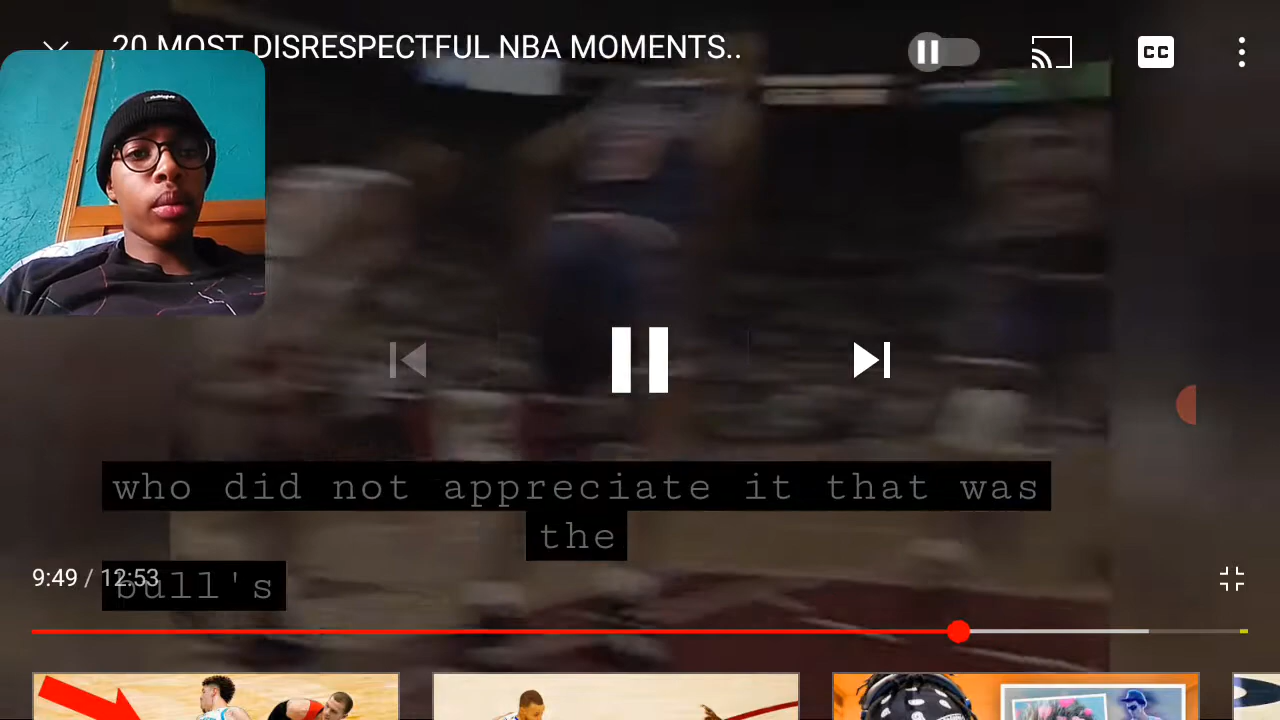 20 MOST DISRESPECTFUL NBA MOMENTS..
CC
who did not appreciate it that was
the
bull's
9:49 / 12:53